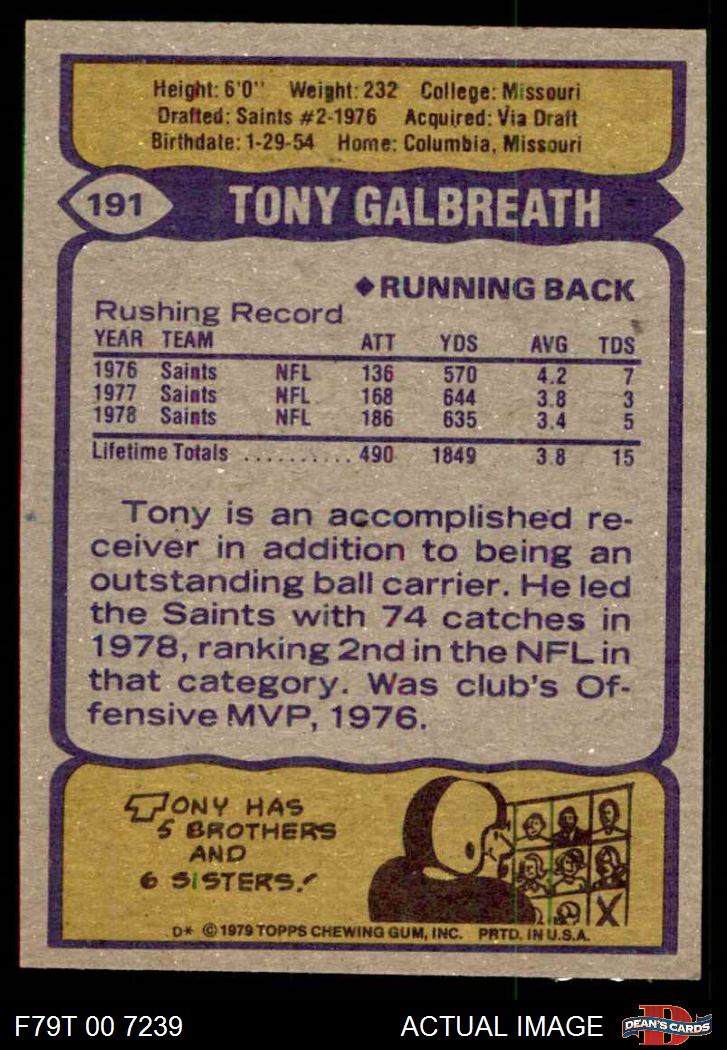 Height: 6'0" Weight: 232 College: Missouri
Drafted: Saints #2-1976 Acquired: Via Draft
Birthdate: 1-29-54 Home: Columbia, Missouri
191 TONY GALBREATH
◆RUNNING BACK
Rushing Record
YEAR TEAM ATT YDS AVG TDS
1976 Saints NFL 136 570 4.2 7
1977 Saints NFL 168 644 3.8 3
1978 Saints NFL 186 635 3.4 5
Lifetime Totals .......... 490 1849 3.8 15
Tony is an accomplished re-
ceiver in addition to being an
outstanding ball carrier. He led
the Saints with 74 catches in
1978, ranking 2nd in the NFL in
that category. Was club's Of-
fensive MVP, 1976.
TONY HAS
5 BROTHERS
AND
6 SISTERS!
X
D* © 1979 TOPPS CHEWING GUM, INC. PRTD. IN U.S.A.
F79T 00 7239 ACTUAL IMAGE D DEAN'S CARDS